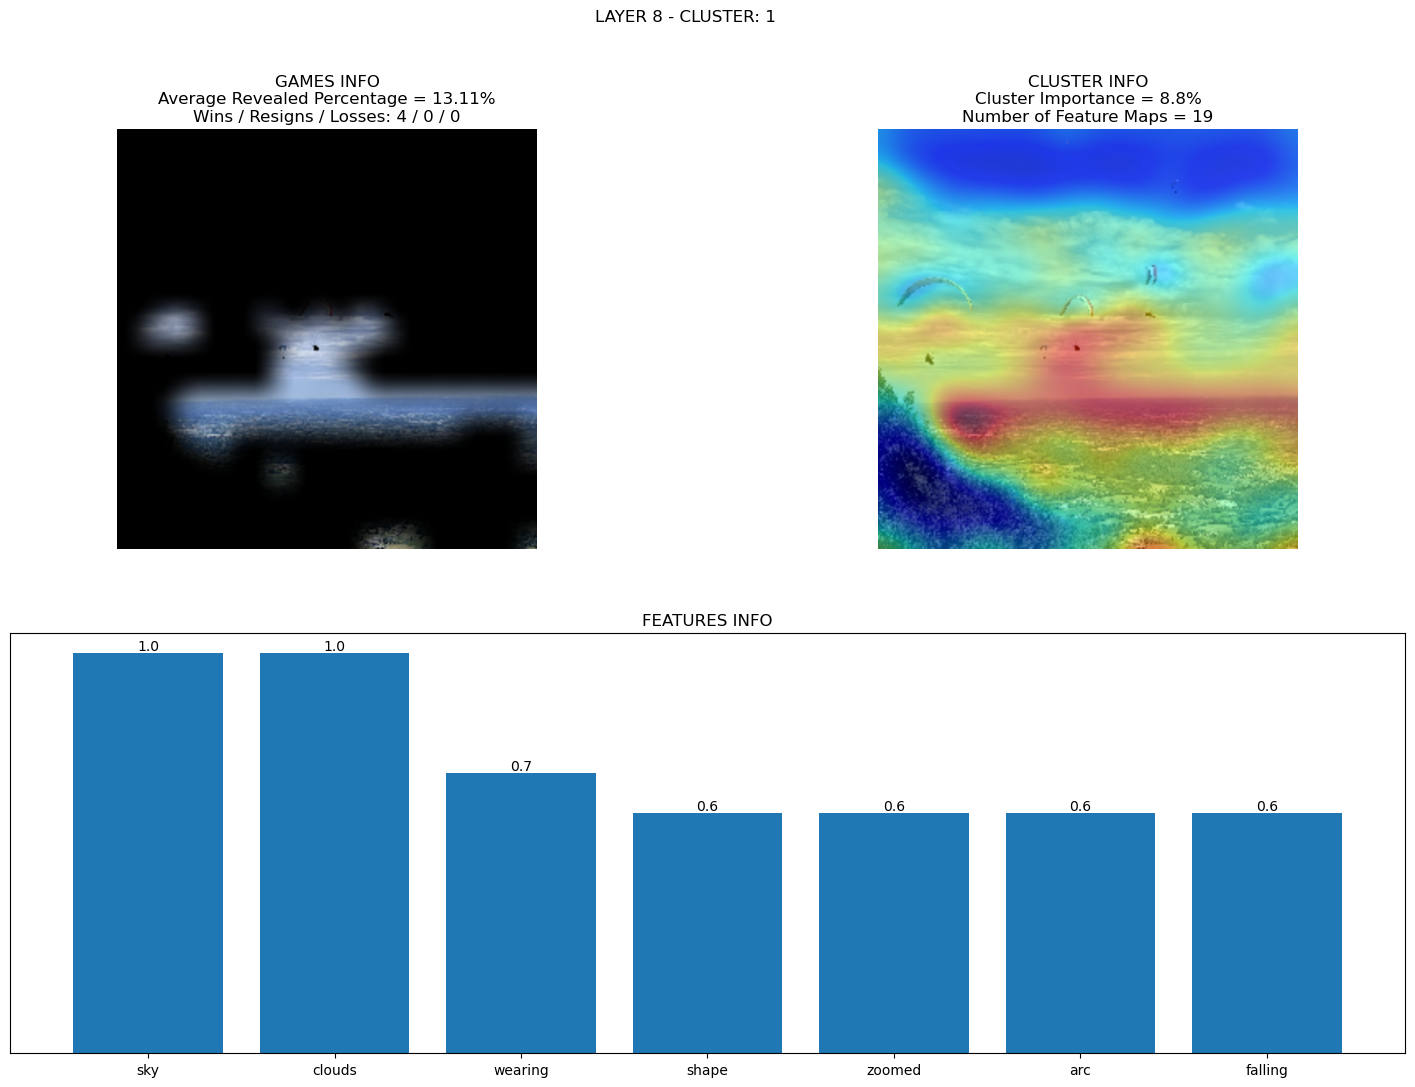 LAYER 8 - CLUSTER: 1
GAMES INFO
Average Revealed Percentage = 13.11%
Wins / Resigns / Losses: 4 / 0 / 0
CLUSTER INFO
Cluster Importance = 8.8%
Number of Feature Maps = 19
FEATURES INFO
1.0 1.0 0.7 0.6 0.6 0.6 0.6
sky clouds wearing shape zoomed arc falling